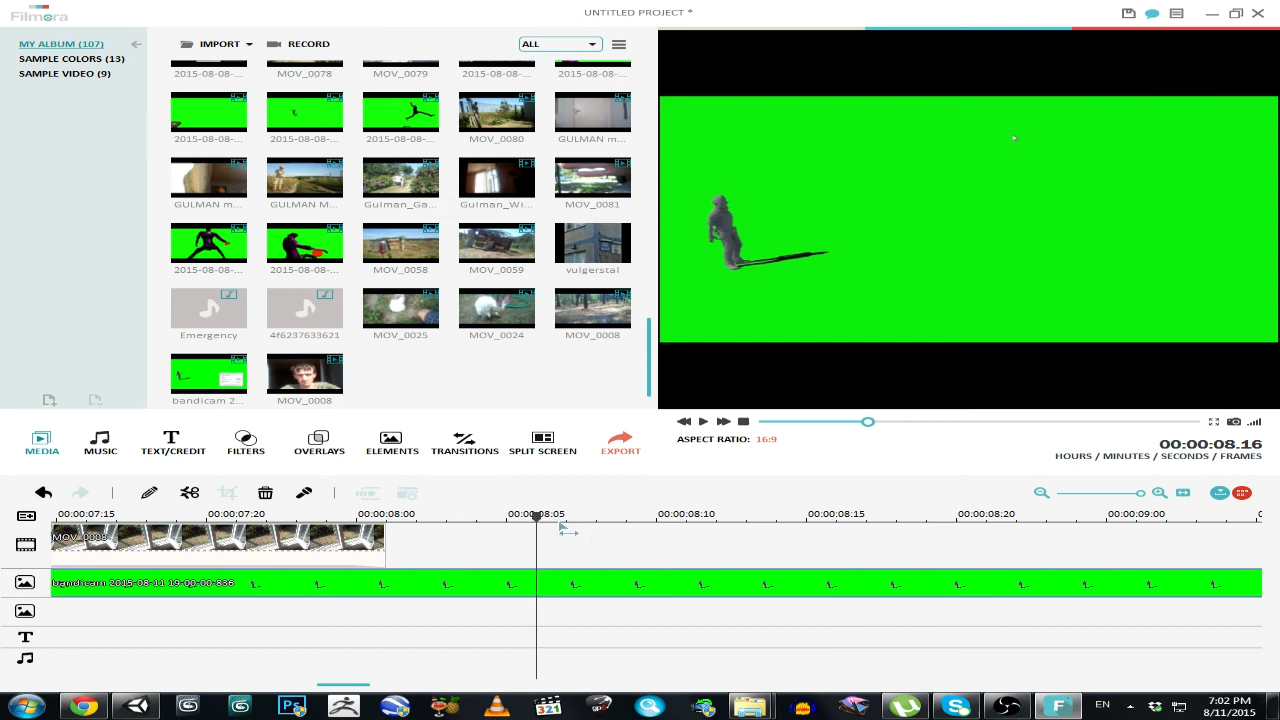 Filmora
UNTITLED PROJECT *
MY ALBUM (107)
SAMPLE COLORS (13)
SAMPLE VIDEO (9)
IMPORT
RECORD
ALL
2015-08-08-...
MOV_0078
MOV_0079
2015-08-08-...
2015-08-08-...
2015-08-08-...
2015-08-08-...
2015-08-08-...
MOV_0080
GULMAN m...
GULMAN m...
GULMAN M...
Gulman_Ga...
Gulman_Wi...
MOV_0081
2015-08-08-...
2015-08-08-...
MOV_0058
MOV_0059
vulgerstal
Emergency
4f6237633621
MOV_0025
MOV_0024
MOV_0008
bandicam 2...
MOV_0008
ASPECT RATIO: 16:9
00:00:08.16
HOURS / MINUTES / SECONDS / FRAMES
MEDIA
MUSIC
TEXT/CREDIT
FILTERS
OVERLAYS
ELEMENTS
TRANSITIONS
SPLIT SCREEN
EXPORT
00:00:07:15
00:00:07:20
00:00:08:00
00:00:08:05
00:00:08:10
00:00:08:15
00:00:08:20
00:00:09:00
MOV_0008
bandicam 2015-08-11 19-00-00-836
T
Ps
321
F
EN
7:02 PM
8/11/2015